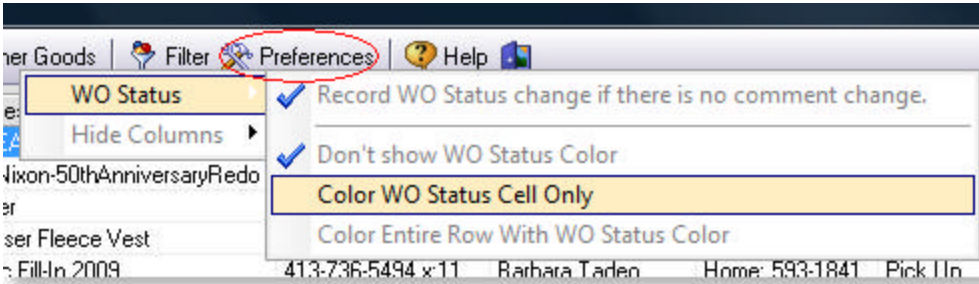 her Goods Filter Preferences Help
WO Status
Record WO Status change if there is no comment change.
Hide Columns
Don't show WO Status Color
Color WO Status Cell Only
Color Entire Row With WO Status Color
Nixon-50thAnniversaryRedo
er
ser Fleece Vest
c Fill-In 2009 413-736-5494 x:11 Barbara Tadeo Home: 593-1841 Pick Up